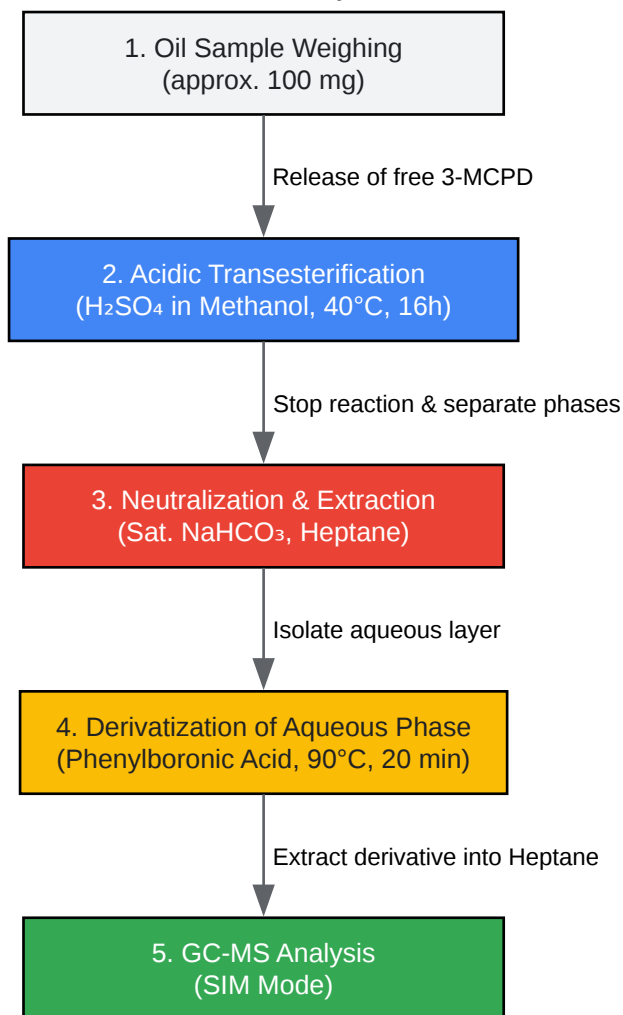 1. Oil Sample Weighing
(approx. 100 mg)
Release of free 3-MCPD
2. Acidic Transesterification
(H₂SO₄ in Methanol, 40°C, 16h)
Stop reaction & separate phases
3. Neutralization & Extraction
(Sat. NaHCO₃, Heptane)
Isolate aqueous layer
4. Derivatization of Aqueous Phase
(Phenylboronic Acid, 90°C, 20 min)
Extract derivative into Heptane
5. GC-MS Analysis
(SIM Mode)